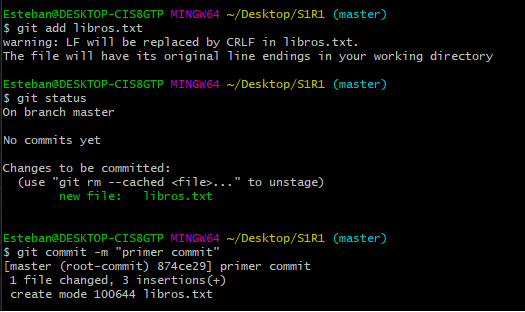 Esteban@DESKTOP-CIS8GTP MINGW64 ~/Desktop/S1R1 (master)
$ git add libros.txt
warning: LF will be replaced by CRLF in libros.txt.
The file will have its original line endings in your working directory
Esteban@DESKTOP-CIS8GTP MINGW64 ~/Desktop/S1R1 (master)
$ git status
On branch master
No commits yet
Changes to be committed:
  (use "git rm --cached <file>..." to unstage)
        new file:   libros.txt
Esteban@DESKTOP-CIS8GTP MINGW64 ~/Desktop/S1R1 (master)
$ git commit -m "primer commit"
[master (root-commit) 874ce29] primer commit
 1 file changed, 3 insertions(+)
 create mode 100644 libros.txt